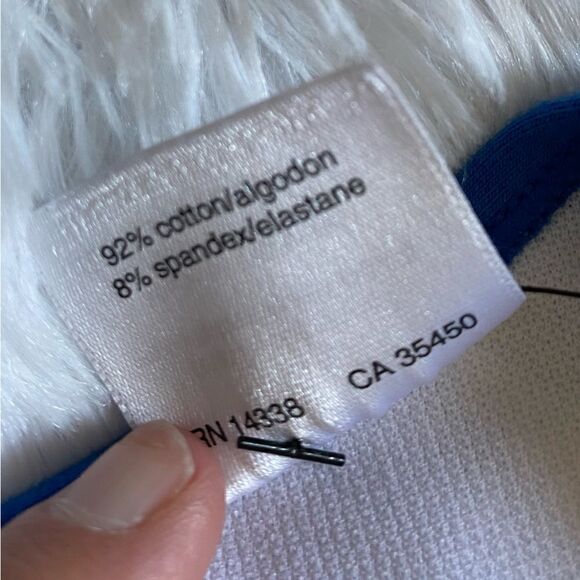 92% cotton/algodon
8% spandex/elastane
RN 14338 CA 35450